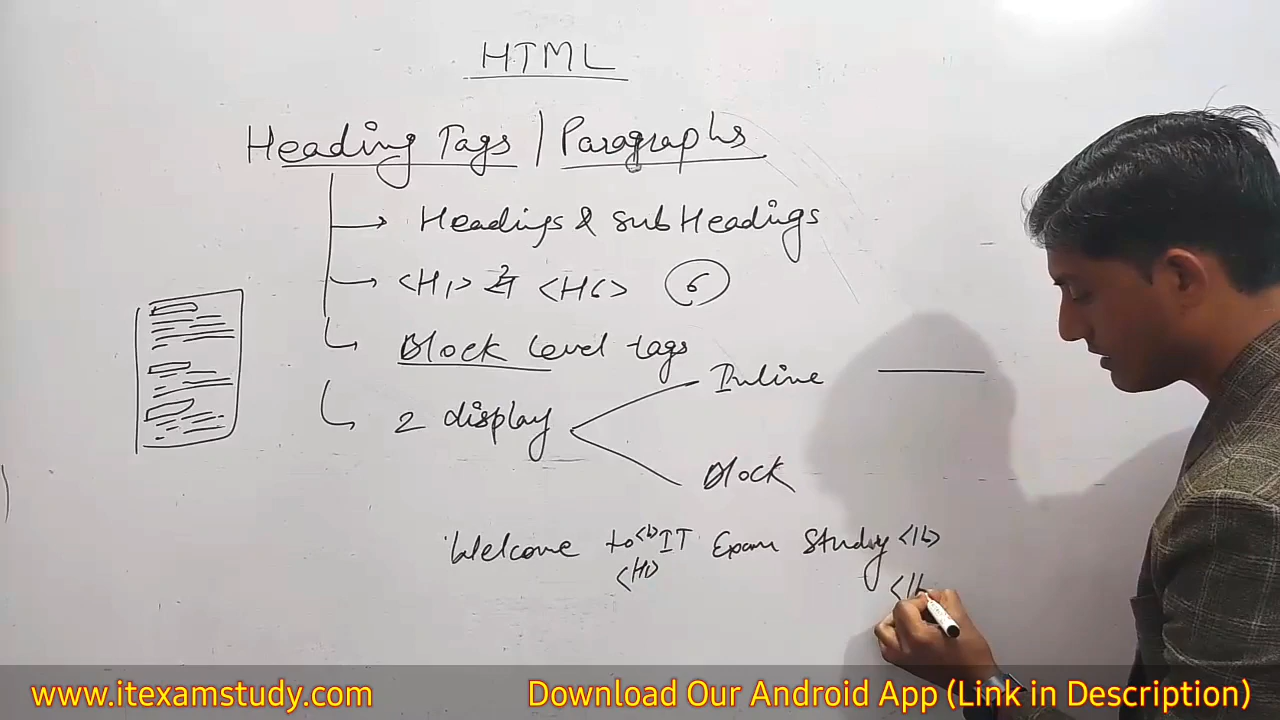 HTML
Heading Tags | Paragraphs
Headings & Sub Headings
<H1> से <H6> 6
Block level tags
2 display
Inline
Block
Welcome to <b> IT Exam Study </b>
<H1>
www.itexamstudy.com
Download Our Android App (Link in Description)